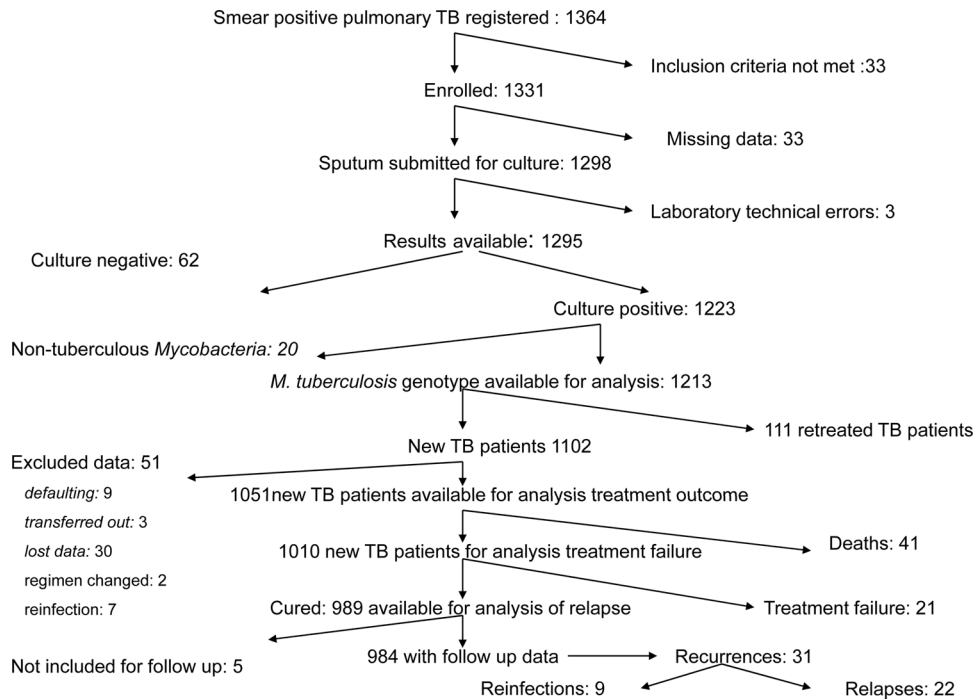 Smear positive pulmonary TB registered : 1364
Inclusion criteria not met :33
Enrolled: 1331
Missing data: 33
Sputum submitted for culture: 1298
Laboratory technical errors: 3
Results available: 1295
Culture negative: 62
Culture positive: 1223
Non-tuberculous Mycobacteria: 20
M. tuberculosis genotype available for analysis: 1213
111 retreated TB patients
New TB patients 1102
Excluded data: 51
defaulting: 9
transferred out: 3
lost data: 30
regimen changed: 2
reinfection: 7
1051new TB patients available for analysis treatment outcome
Deaths: 41
1010 new TB patients for analysis treatment failure
Cured: 989 available for analysis of relapse
Treatment failure: 21
Not included for follow up: 5
984 with follow up data
Recurrences: 31
Reinfections: 9
Relapses: 22